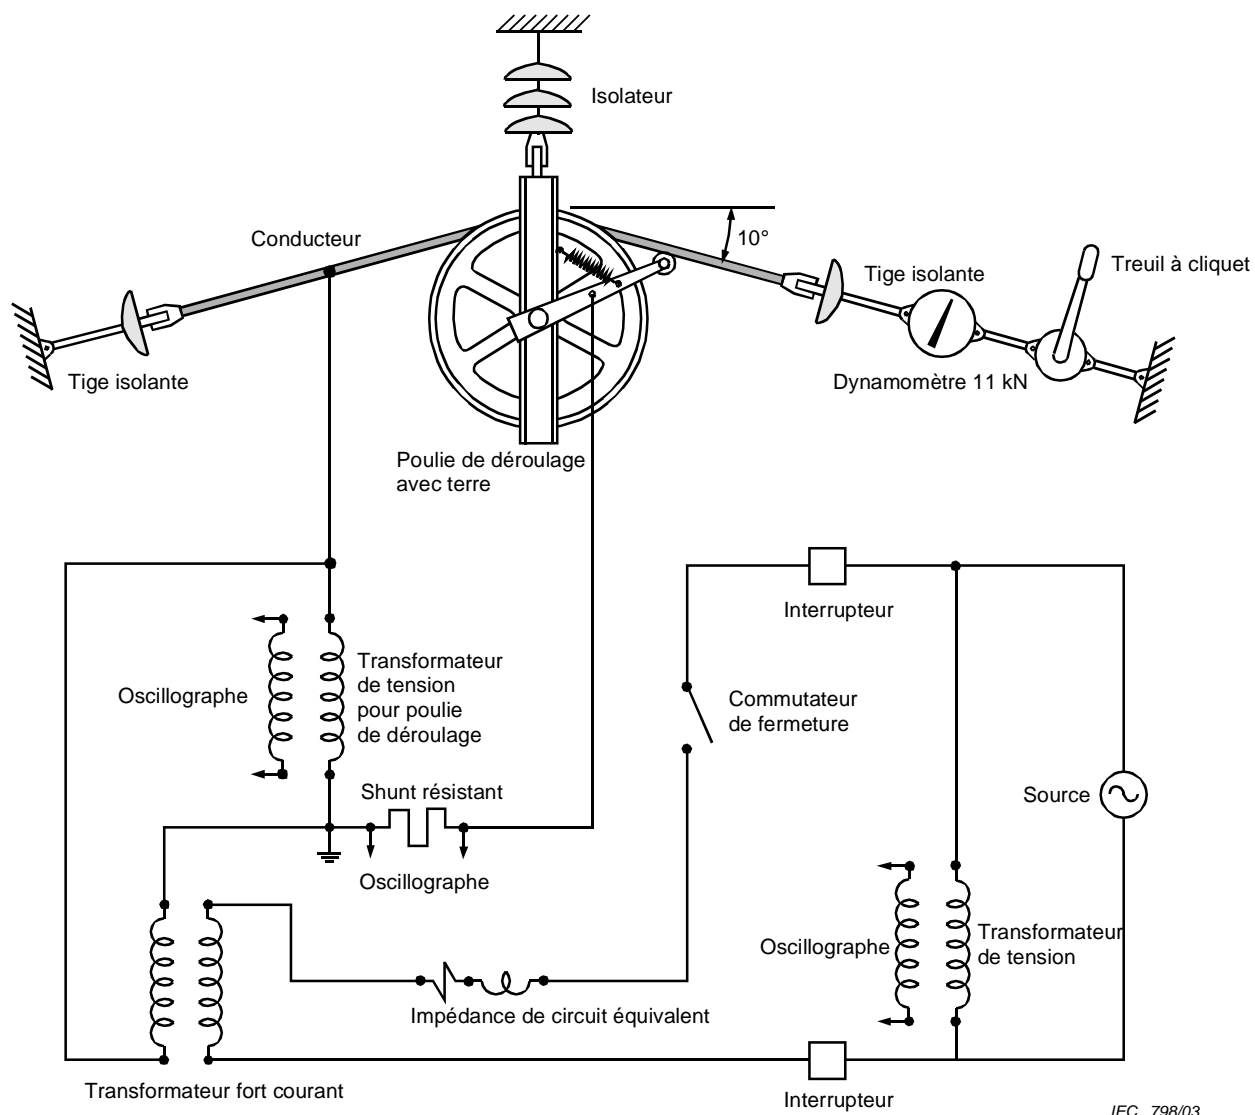 Isolateur
Conducteur
10°
Tige isolante
Treuil à cliquet
Tige isolante
Dynamomètre 11 kN
Poulie de déroulage
avec terre
Interrupteur
Oscillographe
Transformateur
de tension
pour poulie
de déroulage
Commutateur
de fermeture
Shunt résistant
Source
Oscillographe
Oscillographe
Transformateur
de tension
Impédance de circuit équivalent
Transformateur fort courant
Interrupteur
IEC 798/03